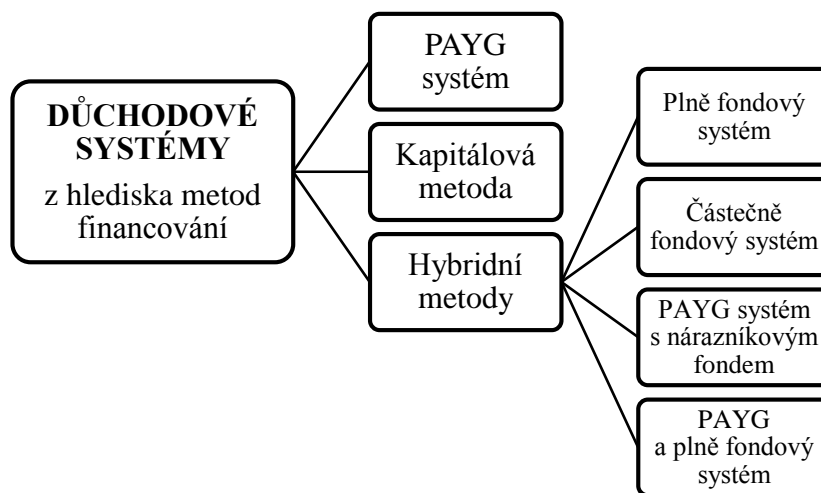 DŮCHODOVÉ
SYSTÉMY
z hlediska metod
financování
PAYG
systém
Kapitálová
metoda
Hybridní
metody
Plně fondový
systém
Částečně
fondový systém
PAYG systém
s nárazníkovým
fondem
PAYG
a plně fondový
systém